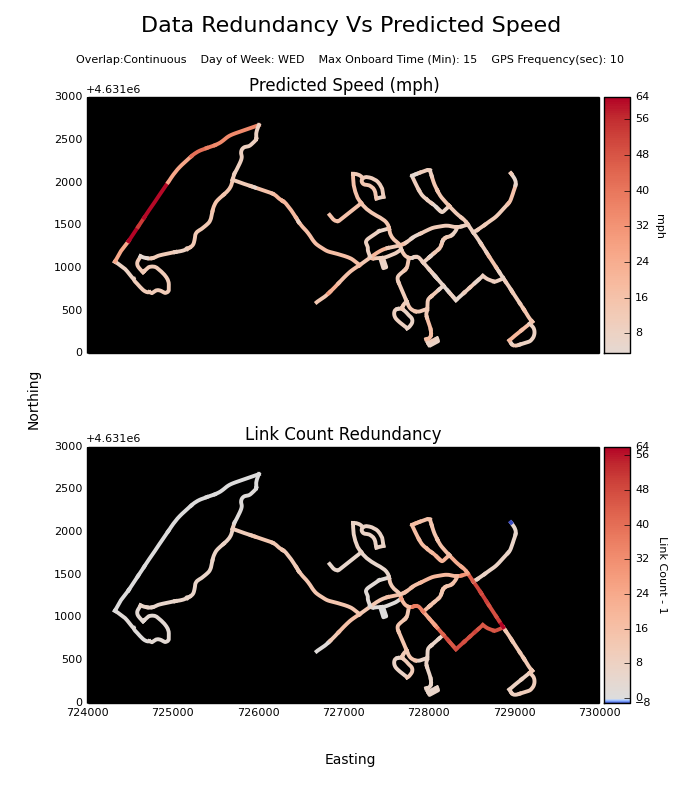 Data Redundancy Vs Predicted Speed
Overlap:Continuous    Day of Week: WED    Max Onboard Time (Min): 15    GPS Frequency(sec): 10
Predicted Speed (mph)
+4.631e6
3000
2500
2000
1500
1000
500
0
64
56
48
40
32
24
16
8
mph
Northing
Link Count Redundancy
+4.631e6
3000
2500
2000
1500
1000
500
0
724000 725000 726000 727000 728000 729000 730000
64
56
48
40
32
24
16
8
0
−8
Link Count - 1
Easting